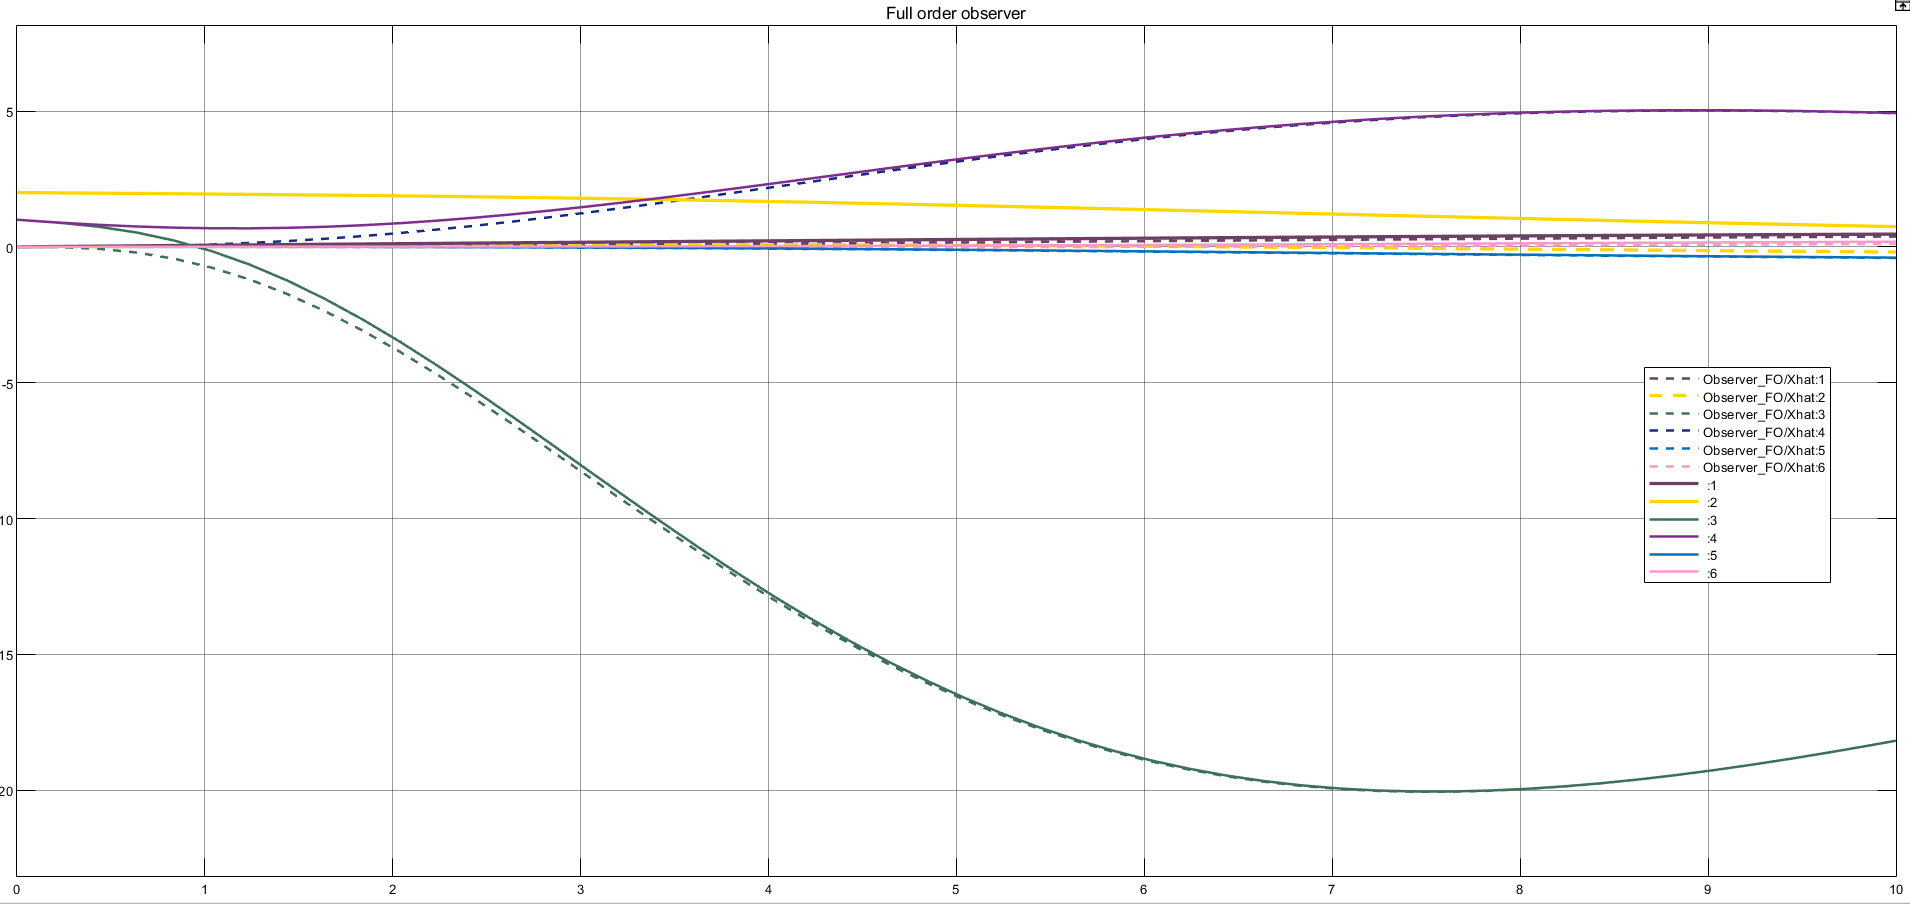 Full order observer
5
0
-5
10
15
20
0 1 2 3 4 5 6 7 8 9 10
Observer_FO/Xhat:1
Observer_FO/Xhat:2
Observer_FO/Xhat:3
Observer_FO/Xhat:4
Observer_FO/Xhat:5
Observer_FO/Xhat:6
:1
:2
:3
:4
:5
:6